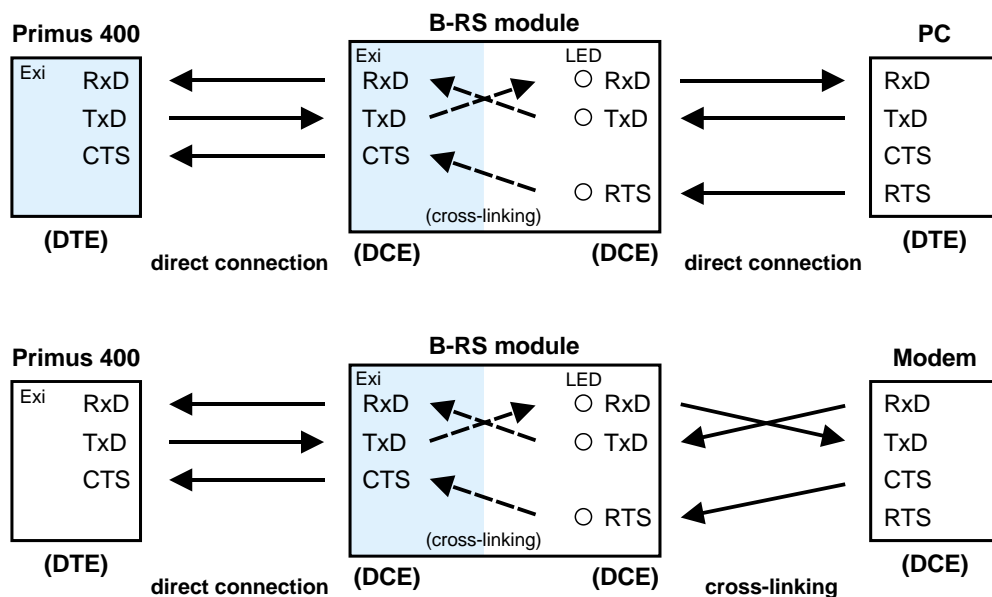 B-RS module
Primus 400
PC
Exi
Exi
LED
RxD
RxD
RxD
RxD
TxD
TxD
TxD
TxD
CTS
CTS
CTS
RTS
RTS
(cross-linking)
(DTE)
(DCE)
(DCE)
(DTE)
direct connection
direct connection
B-RS module
Primus 400
Modem
Exi
Exi
LED
RxD
RxD
RxD
RxD
TxD
TxD
TxD
TxD
CTS
CTS
CTS
RTS
RTS
(cross-linking)
(DTE)
(DCE)
(DCE)
(DCE)
direct connection
cross-linking